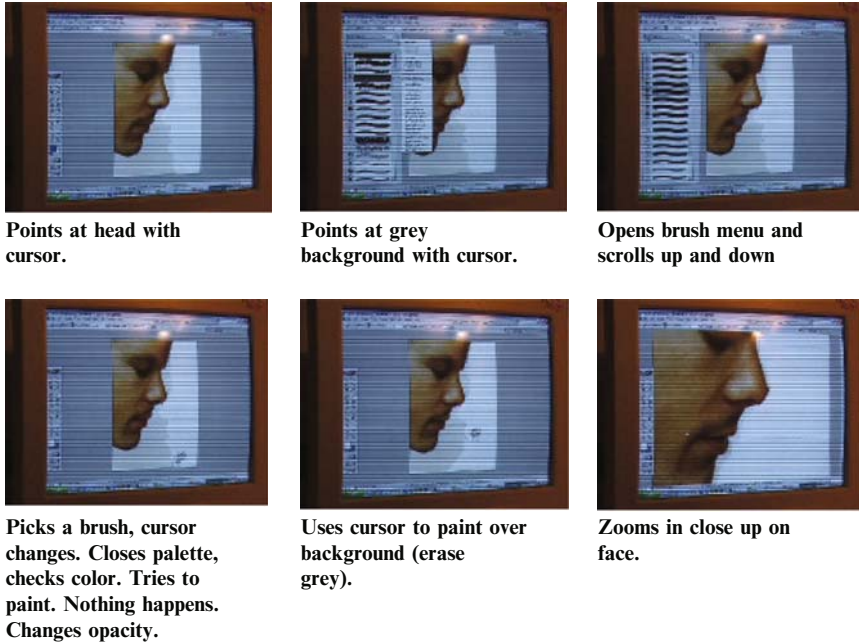 Points at head with
cursor.
Points at grey
background with cursor.
Opens brush menu and
scrolls up and down
Picks a brush, cursor
changes. Closes palette,
checks color. Tries to
paint. Nothing happens.
Changes opacity.
Uses cursor to paint over
background (erase
grey).
Zooms in close up on
face.